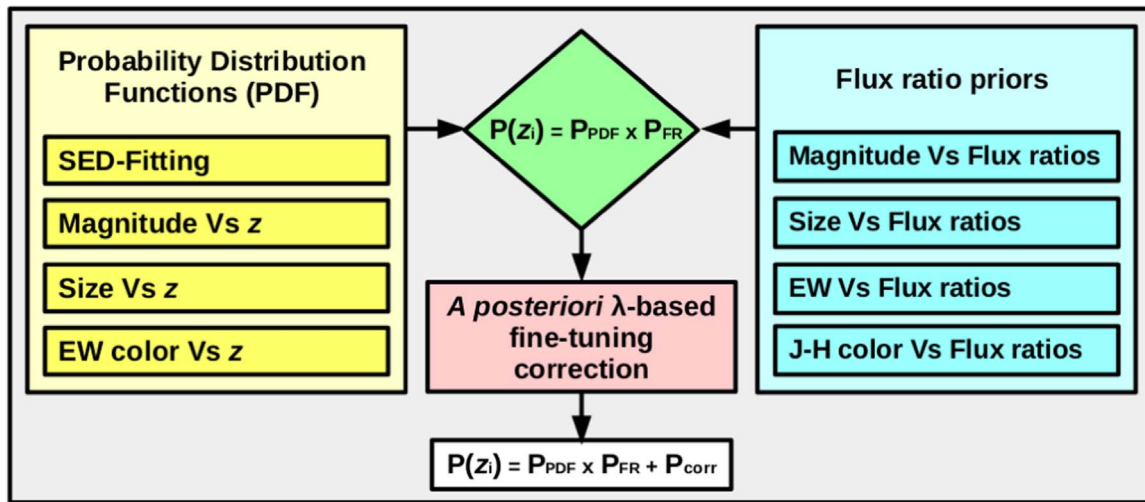 Probability Distribution
Functions (PDF)
SED-Fitting
Magnitude Vs z
Size Vs z
EW color Vs z
P(zi) = PPDF x PFR
A posteriori λ-based
fine-tuning
correction
P(zi) = PPDF x PFR + Pcorr
Flux ratio priors
Magnitude Vs Flux ratios
Size Vs Flux ratios
EW Vs Flux ratios
J-H color Vs Flux ratios